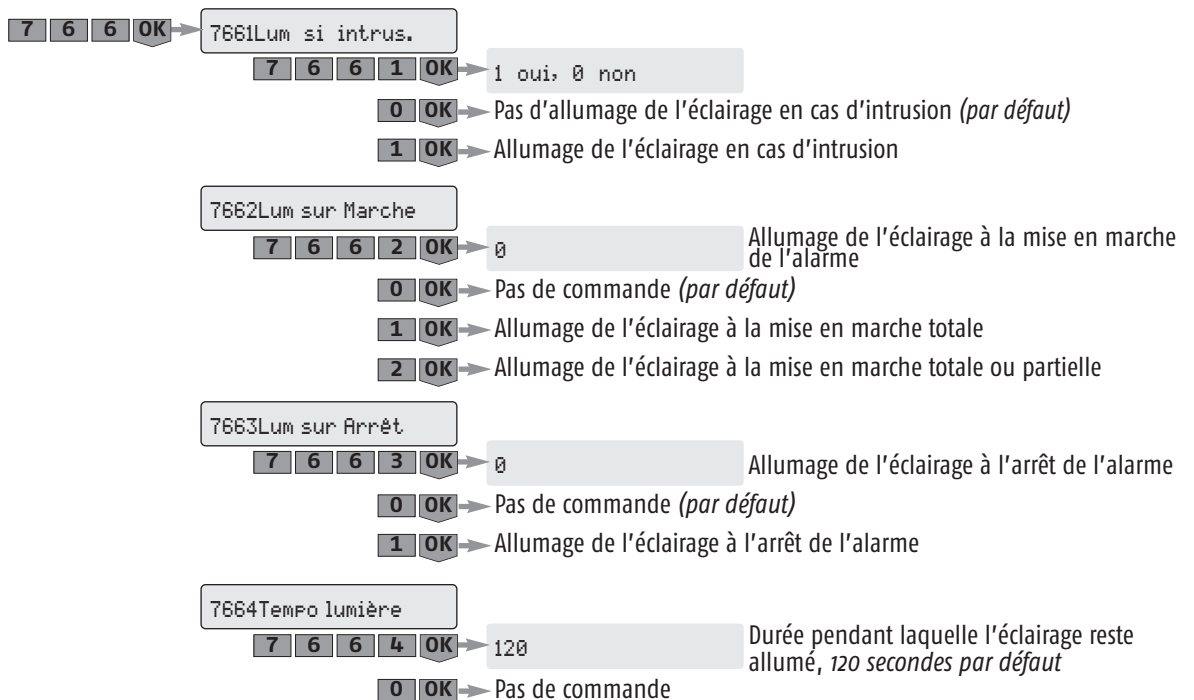 7 6 6 OK 7661Lum si intrus.
7 6 6 1 OK 1 oui, 0 non
0 OK Pas d'allumage de l'éclairage en cas d'intrusion (par défaut)
1 OK Allumage de l'éclairage en cas d'intrusion
7662Lum sur Marche
7 6 6 2 OK 0 Allumage de l'éclairage à la mise en marche
de l'alarme
0 OK Pas de commande (par défaut)
1 OK Allumage de l'éclairage à la mise en marche totale
2 OK Allumage de l'éclairage à la mise en marche totale ou partielle
7663Lum sur Arrêt
7 6 6 3 OK 0 Allumage de l'éclairage à l'arrêt de l'alarme
0 OK Pas de commande (par défaut)
1 OK Allumage de l'éclairage à l'arrêt de l'alarme
7664Tempo lumière
7 6 6 4 OK 120 Durée pendant laquelle l'éclairage reste
allumé, 120 secondes par défaut
0 OK Pas de commande